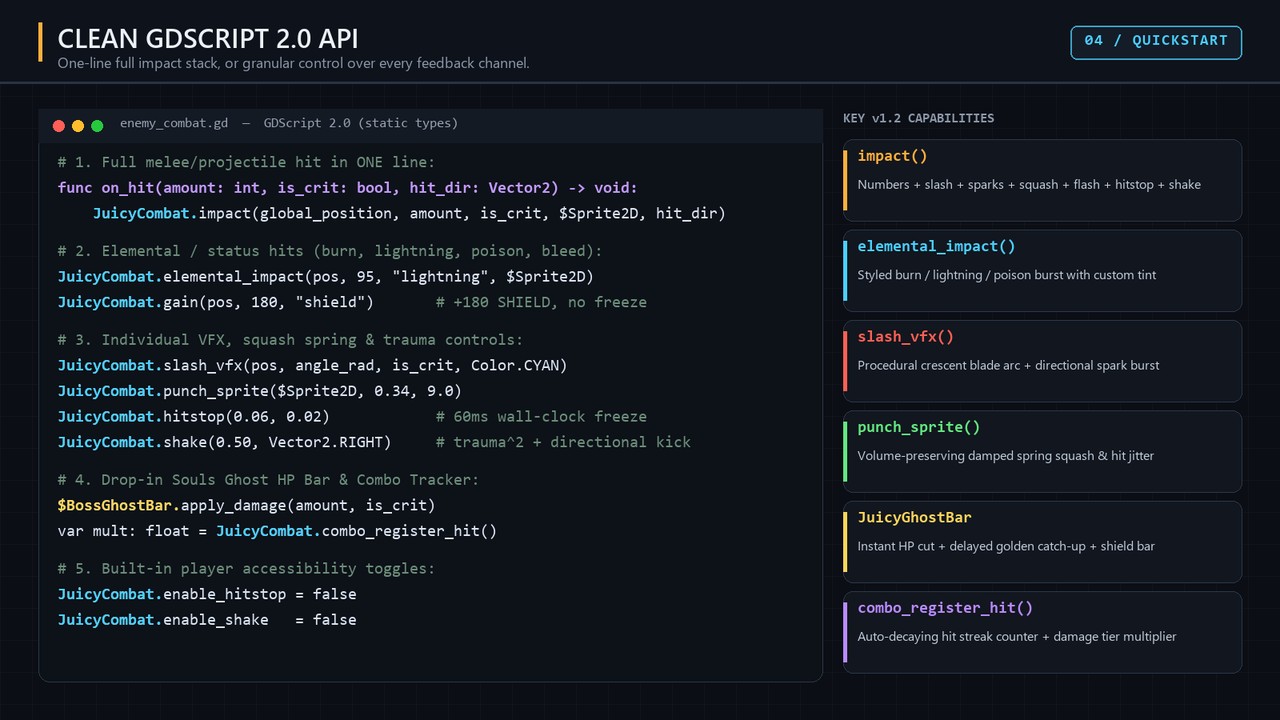 CLEAN GDSCRIPT 2.0 API
One-line full impact stack, or granular control over every feedback channel.
04 / QUICKSTART
enemy_combat.gd — GDScript 2.0 (static types)
# 1. Full melee/projectile hit in ONE line:
func on_hit(amount: int, is_crit: bool, hit_dir: Vector2) -> void:
    JuicyCombat.impact(global_position, amount, is_crit, $Sprite2D, hit_dir)
# 2. Elemental / status hits (burn, lightning, poison, bleed):
JuicyCombat.elemental_impact(pos, 95, "lightning", $Sprite2D)
JuicyCombat.gain(pos, 180, "shield")       # +180 SHIELD, no freeze
# 3. Individual VFX, squash spring & trauma controls:
JuicyCombat.slash_vfx(pos, angle_rad, is_crit, Color.CYAN)
JuicyCombat.punch_sprite($Sprite2D, 0.34, 9.0)
JuicyCombat.hitstop(0.06, 0.02)            # 60ms wall-clock freeze
JuicyCombat.shake(0.50, Vector2.RIGHT)     # trauma^2 + directional kick
# 4. Drop-in Souls Ghost HP Bar & Combo Tracker:
$BossGhostBar.apply_damage(amount, is_crit)
var mult: float = JuicyCombat.combo_register_hit()
# 5. Built-in player accessibility toggles:
JuicyCombat.enable_hitstop = false
JuicyCombat.enable_shake   = false
KEY v1.2 CAPABILITIES
impact()
Numbers + slash + sparks + squash + flash + hitstop + shake
elemental_impact()
Styled burn / lightning / poison burst with custom tint
slash_vfx()
Procedural crescent blade arc + directional spark burst
punch_sprite()
Volume-preserving damped spring squash & hit jitter
JuicyGhostBar
Instant HP cut + delayed golden catch-up + shield bar
combo_register_hit()
Auto-decaying hit streak counter + damage tier multiplier